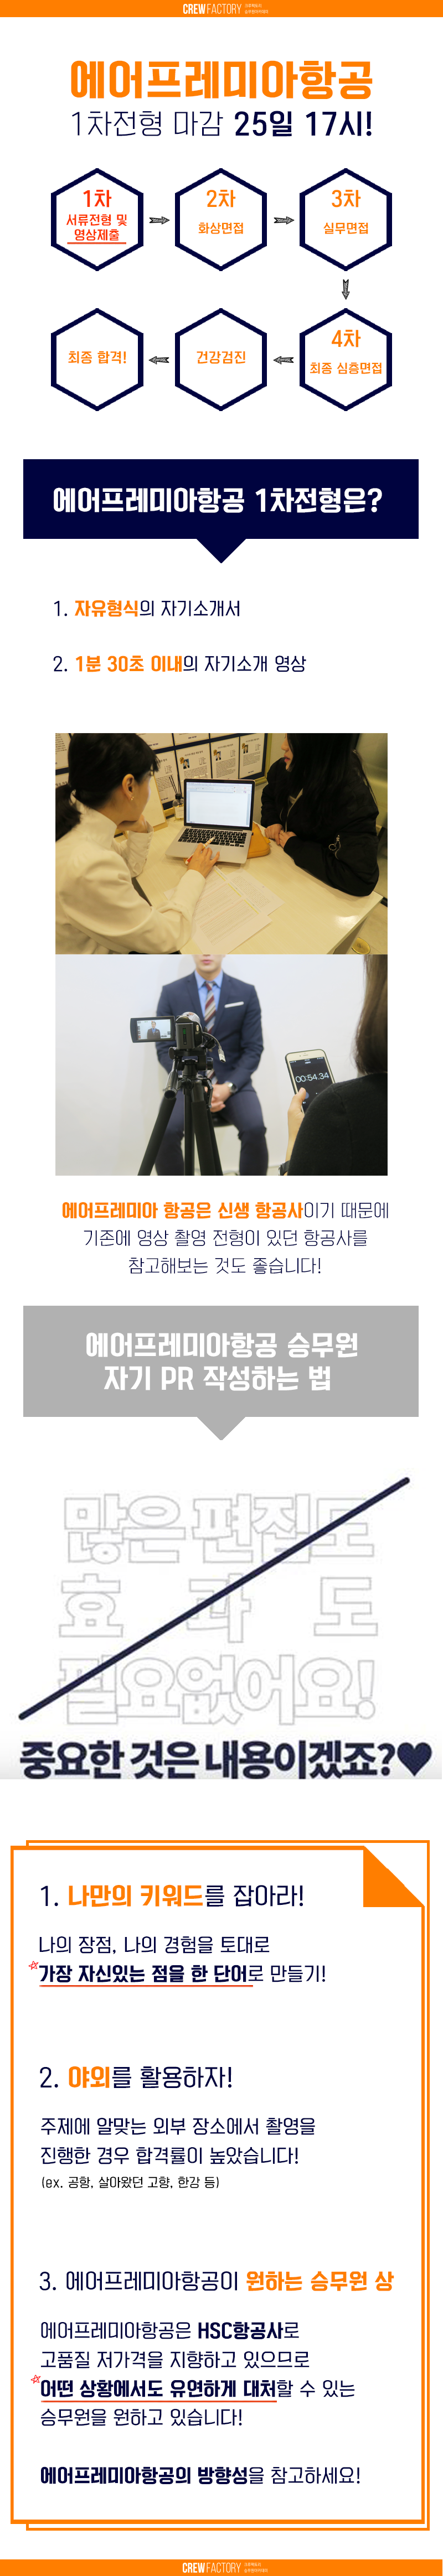 CREW FACTORY
에어프레미아항공
1차전형 마감 25일 17시!
1차
서류전형 및
영상제출
2차
화상면접
3차
실무면접
4차
최종 심층면접
건강검진
최종 합격!
에어프레미아항공 1차전형은?
1. 자유형식의 자기소개서
2. 1분 30초 이내의 자기소개 영상
00:54.34
에어프레미아 항공은 신생 항공사이기 때문에
기존에 영상 촬영 전형이 있던 항공사를
참고해보는 것도 좋습니다!
에어프레미아항공 승무원
자기 PR 작성하는 법
많은 편집도
효과도
필요없어요!
중요한 것은 내용이겠죠?♥
1. 나만의 키워드를 잡아라!
나의 장점, 나의 경험을 토대로
가장 자신있는 점을 한 단어로 만들기!
2. 야외를 활용하자!
주제에 알맞는 외부 장소에서 촬영을
진행한 경우 합격률이 높았습니다!
(ex. 공항, 살아왔던 고향, 한강 등)
3. 에어프레미아항공이 원하는 승무원 상
에어프레미아항공은 HSC항공사로
고품질 저가격을 지향하고 있으므로
어떤 상황에서도 유연하게 대처할 수 있는
승무원을 원하고 있습니다!
에어프레미아항공의 방향성을 참고하세요!
CREW FACTORY